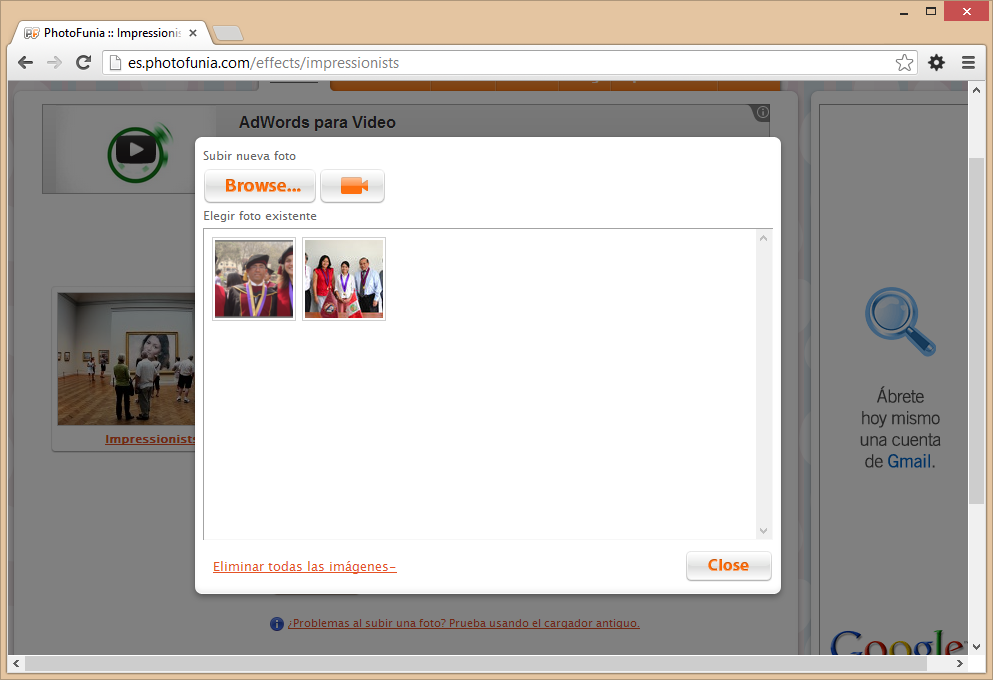 PhotoFunia :: Impressionis
es.photofunia.com/effects/impressionists
AdWords para Video
Subir nueva foto
Browse...
Elegir foto existente
Impressionists
Ábrete
hoy mismo
una cuenta
de Gmail.
Eliminar todas las imágenes–
Close
¿Problemas al subir una foto? Prueba usando el cargador antiguo.
Google